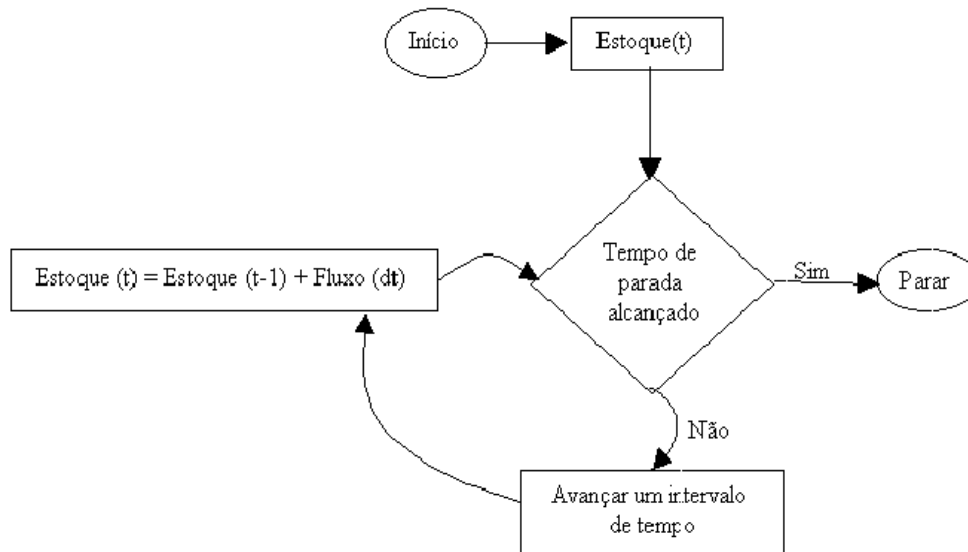 Início
Estoque(t)
Tempo de
parada
alcançado
Sim
Parar
Não
Avançar um intervalo
de tempo
Estoque (t) = Estoque (t-1) + Fluxo (dt)